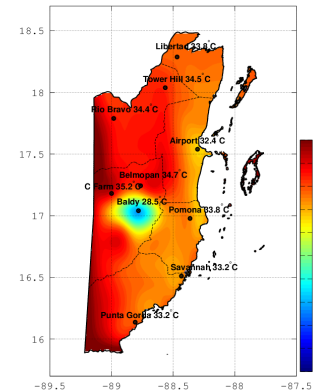 18.5
Libertad 33.8 C
Tower Hill 34.5 C
18
Rio Bravo 34.4 C
Airport 32.4 C
17.5
Belmopan 34.7 C
C Farm 35.2 C
Baldy 28.5 C
Pomona 33.8 C
17
Savannah 33.2 C
16.5
Punta Gorda 33.2 C
16
−89.5 −89 −88.5 −88 −87.5